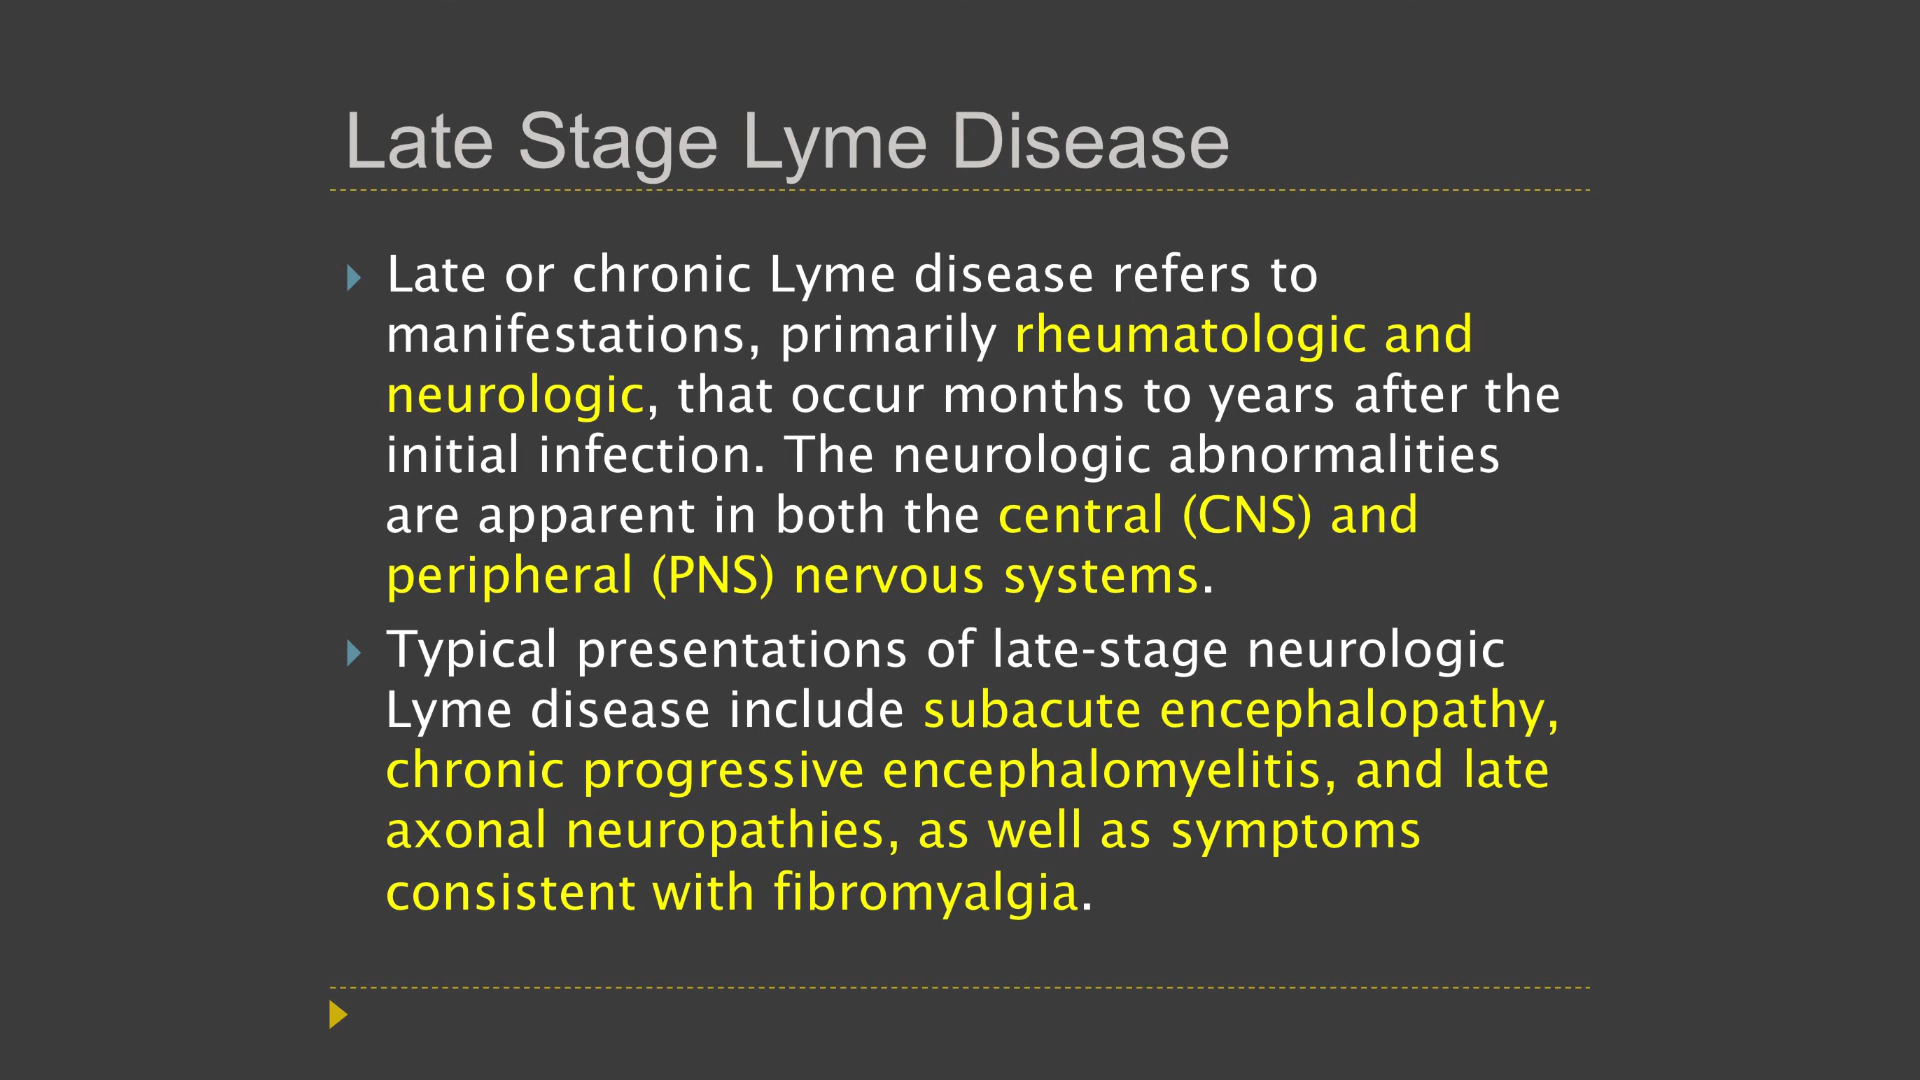 Late Stage Lyme Disease
Late or chronic Lyme disease refers to
manifestations, primarily rheumatologic and
neurologic, that occur months to years after the
initial infection. The neurologic abnormalities
are apparent in both the central (CNS) and
peripheral (PNS) nervous systems.
Typical presentations of late-stage neurologic
Lyme disease include subacute encephalopathy,
chronic progressive encephalomyelitis, and late
axonal neuropathies, as well as symptoms
consistent with fibromyalgia.